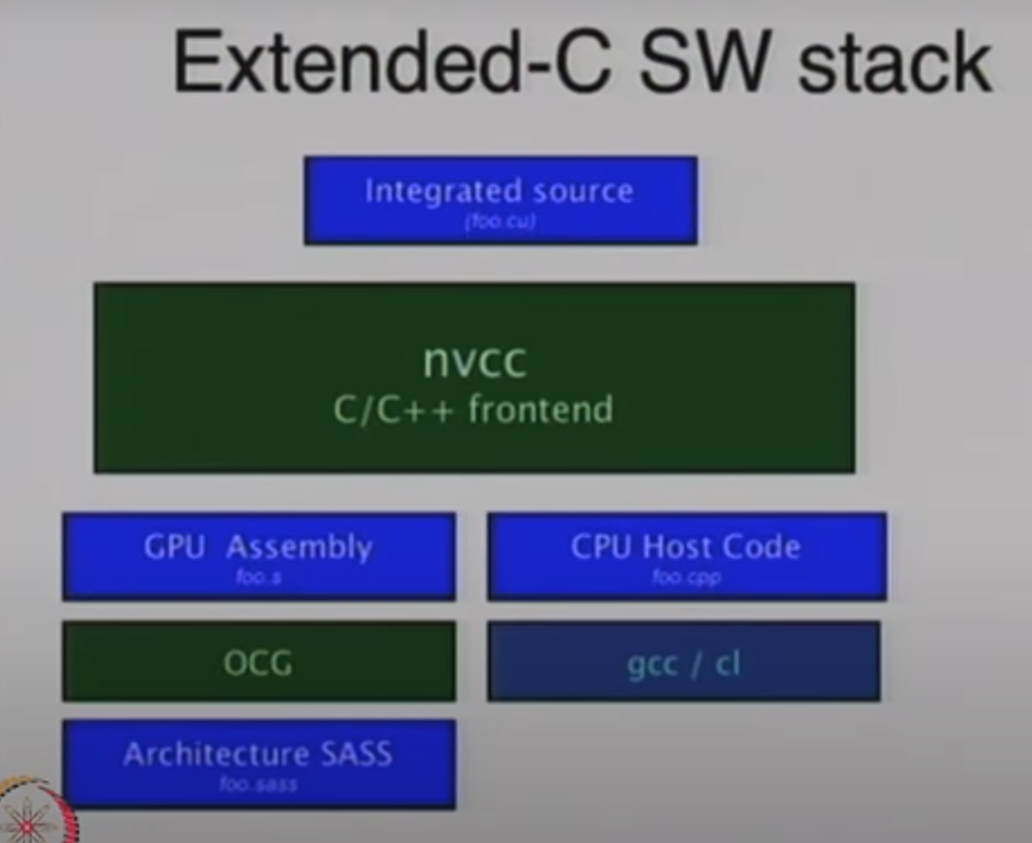 Extended-C SW stack
Integrated source
(foo.cu)
nvcc
C/C++ frontend
GPU Assembly
foo.s
CPU Host Code
foo.cpp
OCG
gcc / cl
Architecture SASS
foo.sass